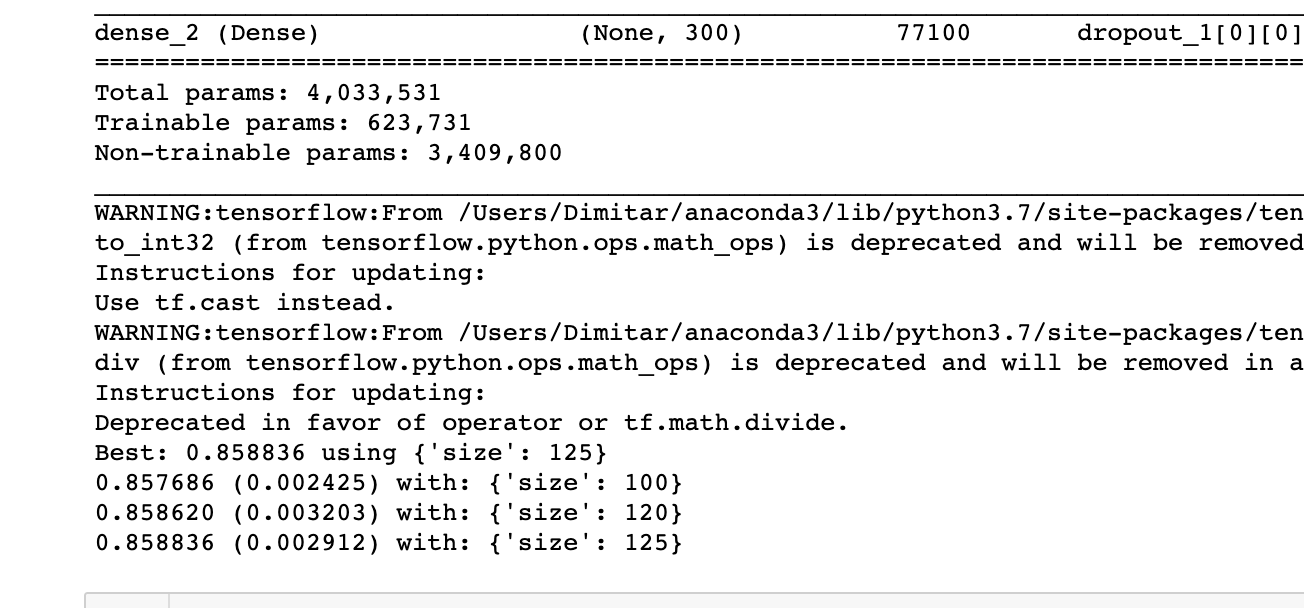 dense_2 (Dense) (None, 300) 77100 dropout_1[0][0]
================================================================================
Total params: 4,033,531
Trainable params: 623,731
Non-trainable params: 3,409,800
________________________________________________________________________________
WARNING:tensorflow:From /Users/Dimitar/anaconda3/lib/python3.7/site-packages/ten
to_int32 (from tensorflow.python.ops.math_ops) is deprecated and will be removed
Instructions for updating:
Use tf.cast instead.
WARNING:tensorflow:From /Users/Dimitar/anaconda3/lib/python3.7/site-packages/ten
div (from tensorflow.python.ops.math_ops) is deprecated and will be removed in a
Instructions for updating:
Deprecated in favor of operator or tf.math.divide.
Best: 0.858836 using {'size': 125}
0.857686 (0.002425) with: {'size': 100}
0.858620 (0.003203) with: {'size': 120}
0.858836 (0.002912) with: {'size': 125}